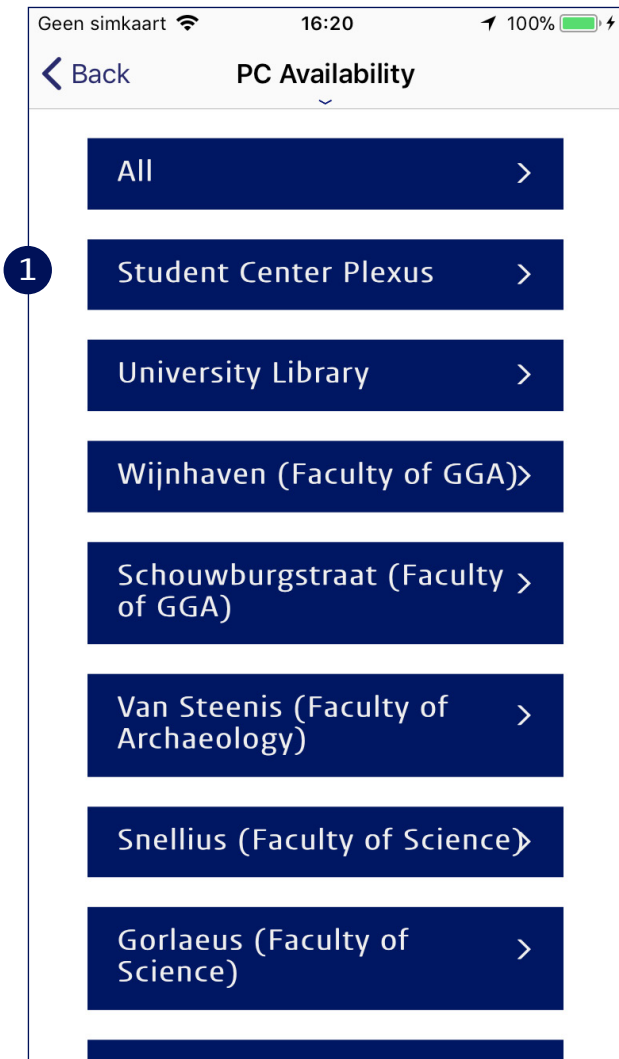 Geen simkaart 16:20 100%
Back PC Availability
All
1
Student Center Plexus
University Library
Wijnhaven (Faculty of GGA)
Schouwburgstraat (Faculty
of GGA)
Van Steenis (Faculty of
Archaeology)
Snellius (Faculty of Science)
Gorlaeus (Faculty of
Science)